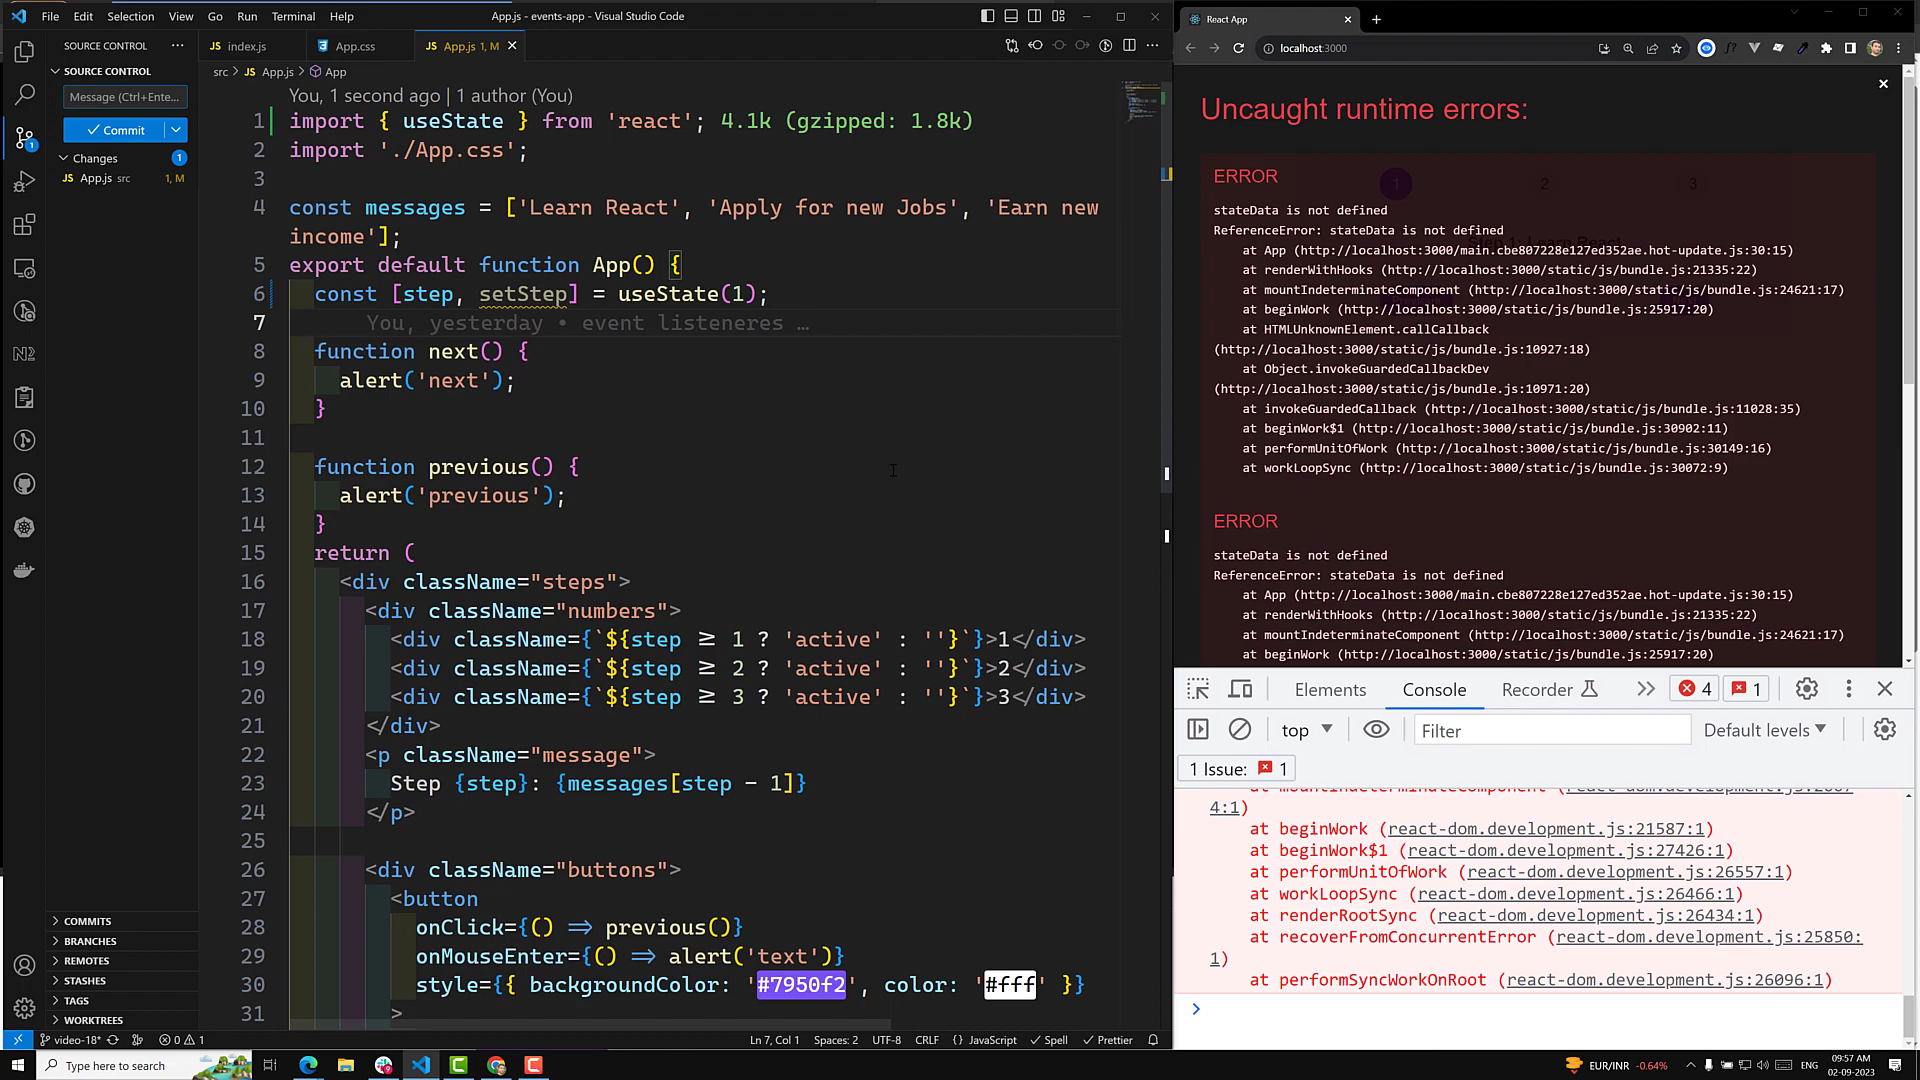 File Edit Selection View Go Run Terminal Help
App.js - events-app - Visual Studio Code
SOURCE CONTROL
SOURCE CONTROL
Message (Ctrl+Ente...
Commit
Changes 1
App.js src 1, M
COMMITS
BRANCHES
REMOTES
STASHES
TAGS
WORKTREES
index.js App.css App.js 1, M
src > App.js > App
You, 1 second ago | 1 author (You)
1 import { useState } from 'react'; 4.1k (gzipped: 1.8k)
2 import './App.css';
3
4 const messages = ['Learn React', 'Apply for new Jobs', 'Earn new
income'];
5 export default function App() {
6 const [step, setStep] = useState(1);
7 You, yesterday • event listeneres …
8 function next() {
9 alert('next');
10 }
11
12 function previous() {
13 alert('previous');
14 }
15 return (
16 <div className="steps">
17 <div className="numbers">
18 <div className={`${step ≥ 1 ? 'active' : ''}`}>1</div>
19 <div className={`${step ≥ 2 ? 'active' : ''}`}>2</div>
20 <div className={`${step ≥ 3 ? 'active' : ''}`}>3</div>
21 </div>
22 <p className="message">
23 Step {step}: {messages[step - 1]}
24 </p>
25
26 <div className="buttons">
27 <button
28 onClick={() ⇒ previous()}
29 onMouseEnter={() ⇒ alert('text')}
30 style={{ backgroundColor: '#7950f2', color: '#fff' }}
31 >
video-18* 0 1 Ln 7, Col 1 Spaces: 2 UTF-8 CRLF {} JavaScript Spell Prettier
React App
localhost:3000
Uncaught runtime errors:
1 2 3
ERROR
stateData is not defined
ReferenceError: stateData is not defined
at App (http://localhost:3000/main.cbe807228e127ed352ae.hot-update.js:30:15)
at renderWithHooks (http://localhost:3000/static/js/bundle.js:21335:22)
at mountIndeterminateComponent (http://localhost:3000/static/js/bundle.js:24621:17)
at beginWork (http://localhost:3000/static/js/bundle.js:25917:20)
at HTMLUnknownElement.callCallback
(http://localhost:3000/static/js/bundle.js:10927:18)
at Object.invokeGuardedCallbackDev
(http://localhost:3000/static/js/bundle.js:10971:20)
at invokeGuardedCallback (http://localhost:3000/static/js/bundle.js:11028:35)
at beginWork$1 (http://localhost:3000/static/js/bundle.js:30902:11)
at performUnitOfWork (http://localhost:3000/static/js/bundle.js:30149:16)
at workLoopSync (http://localhost:3000/static/js/bundle.js:30072:9)
ERROR
stateData is not defined
ReferenceError: stateData is not defined
at App (http://localhost:3000/main.cbe807228e127ed352ae.hot-update.js:30:15)
at renderWithHooks (http://localhost:3000/static/js/bundle.js:21335:22)
at mountIndeterminateComponent (http://localhost:3000/static/js/bundle.js:24621:17)
at beginWork (http://localhost:3000/static/js/bundle.js:25917:20)
Elements Console Recorder 4 1
top Filter Default levels
1 Issue: 1
4:1)
at beginWork (react-dom.development.js:21587:1)
at beginWork$1 (react-dom.development.js:27426:1)
at performUnitOfWork (react-dom.development.js:26557:1)
at workLoopSync (react-dom.development.js:26466:1)
at renderRootSync (react-dom.development.js:26434:1)
at recoverFromConcurrentError (react-dom.development.js:25850:
1)
at performSyncWorkOnRoot (react-dom.development.js:26096:1)
Type here to search
EUR/INR -0.64% ENG 09:57 AM
02-09-2023